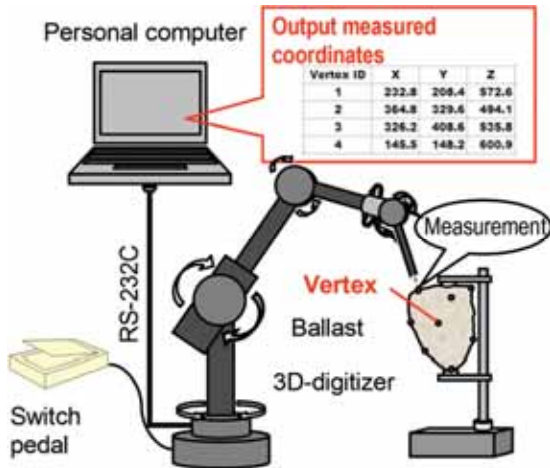 Personal computer
Output measured
coordinates
Vertex ID X Y Z
1 232.8 208.4 572.6
2 364.8 329.6 494.1
3 326.2 408.6 535.8
4 145.5 148.2 600.9
Measurement
RS-232C
Vertex
Ballast
3D-digitizer
Switch
pedal